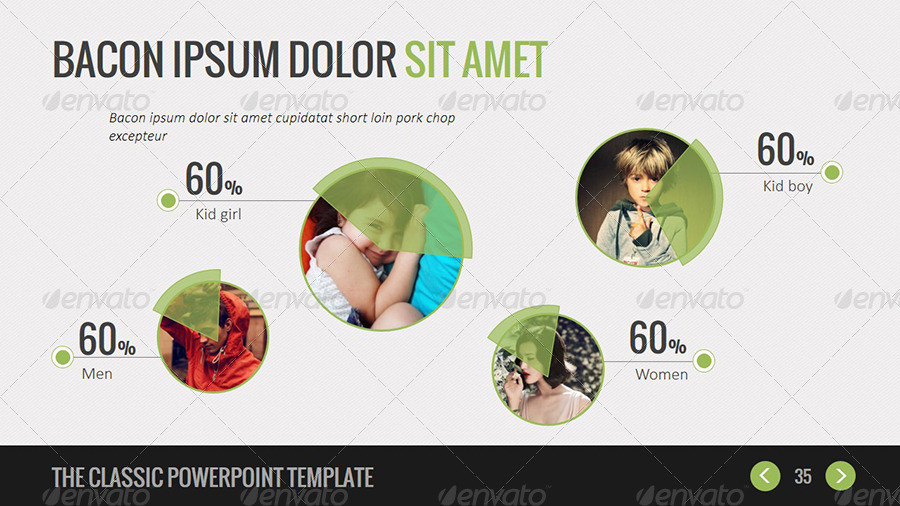 BACON IPSUM DOLOR SIT AMET
Bacon ipsum dolor sit amet cupidatat short loin pork chop
excepteur
60%
Kid girl
60%
Kid boy
60%
Men
60%
Women
THE CLASSIC POWERPOINT TEMPLATE
35
envato